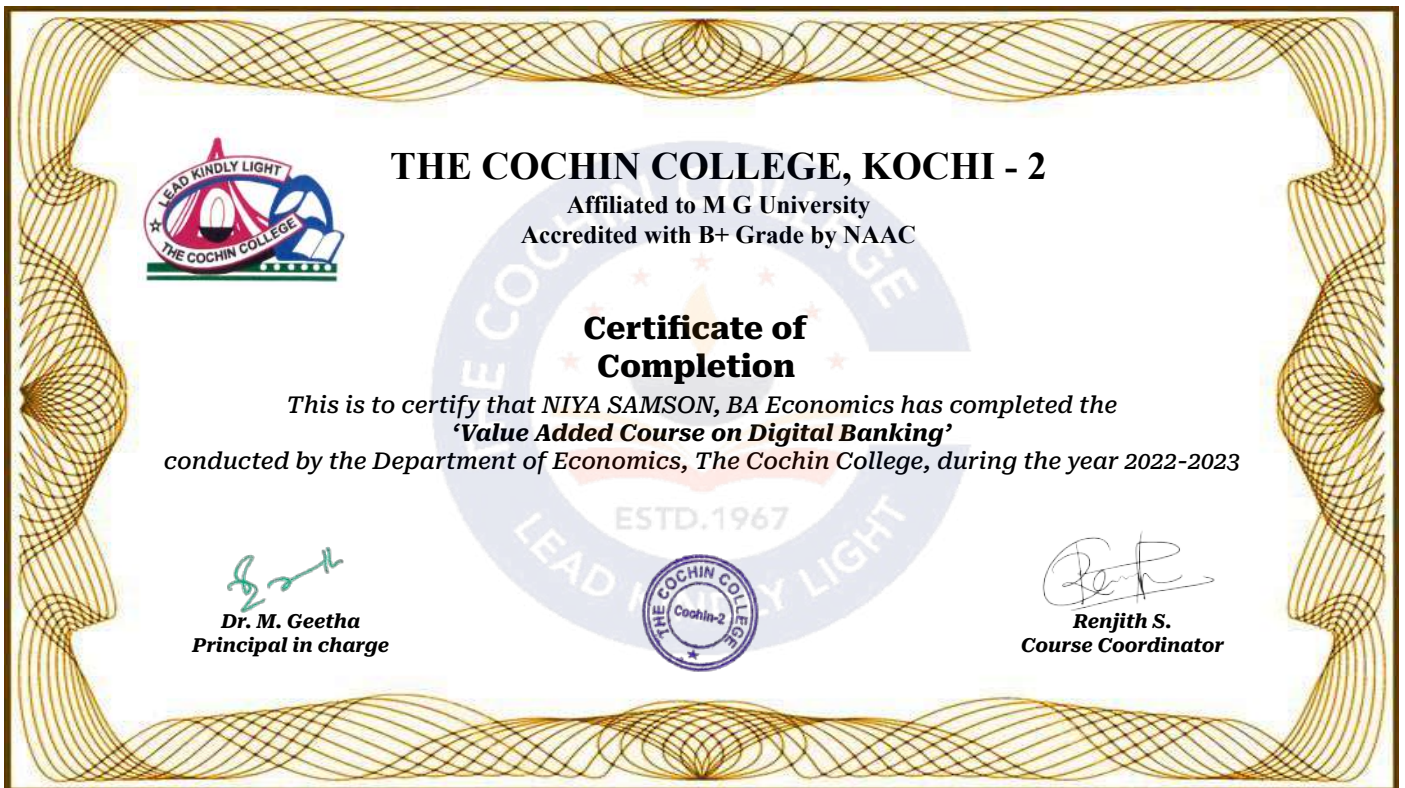 LEAD KINDLY LIGHT
THE COCHIN COLLEGE
THE COCHIN COLLEGE, KOCHI - 2
Affiliated to M G University
Accredited with B+ Grade by NAAC
THE COCHIN COLLEGE
Certificate of
Completion
This is to certify that NIYA SAMSON, BA Economics has completed the
‘Value Added Course on Digital Banking’
conducted by the Department of Economics, The Cochin College, during the year 2022-2023
ESTD.1967
LEAD KINDLY LIGHT
THE COCHIN COLLEGE
Cochin-2
Dr. M. Geetha
Principal in charge
Renjith S.
Course Coordinator